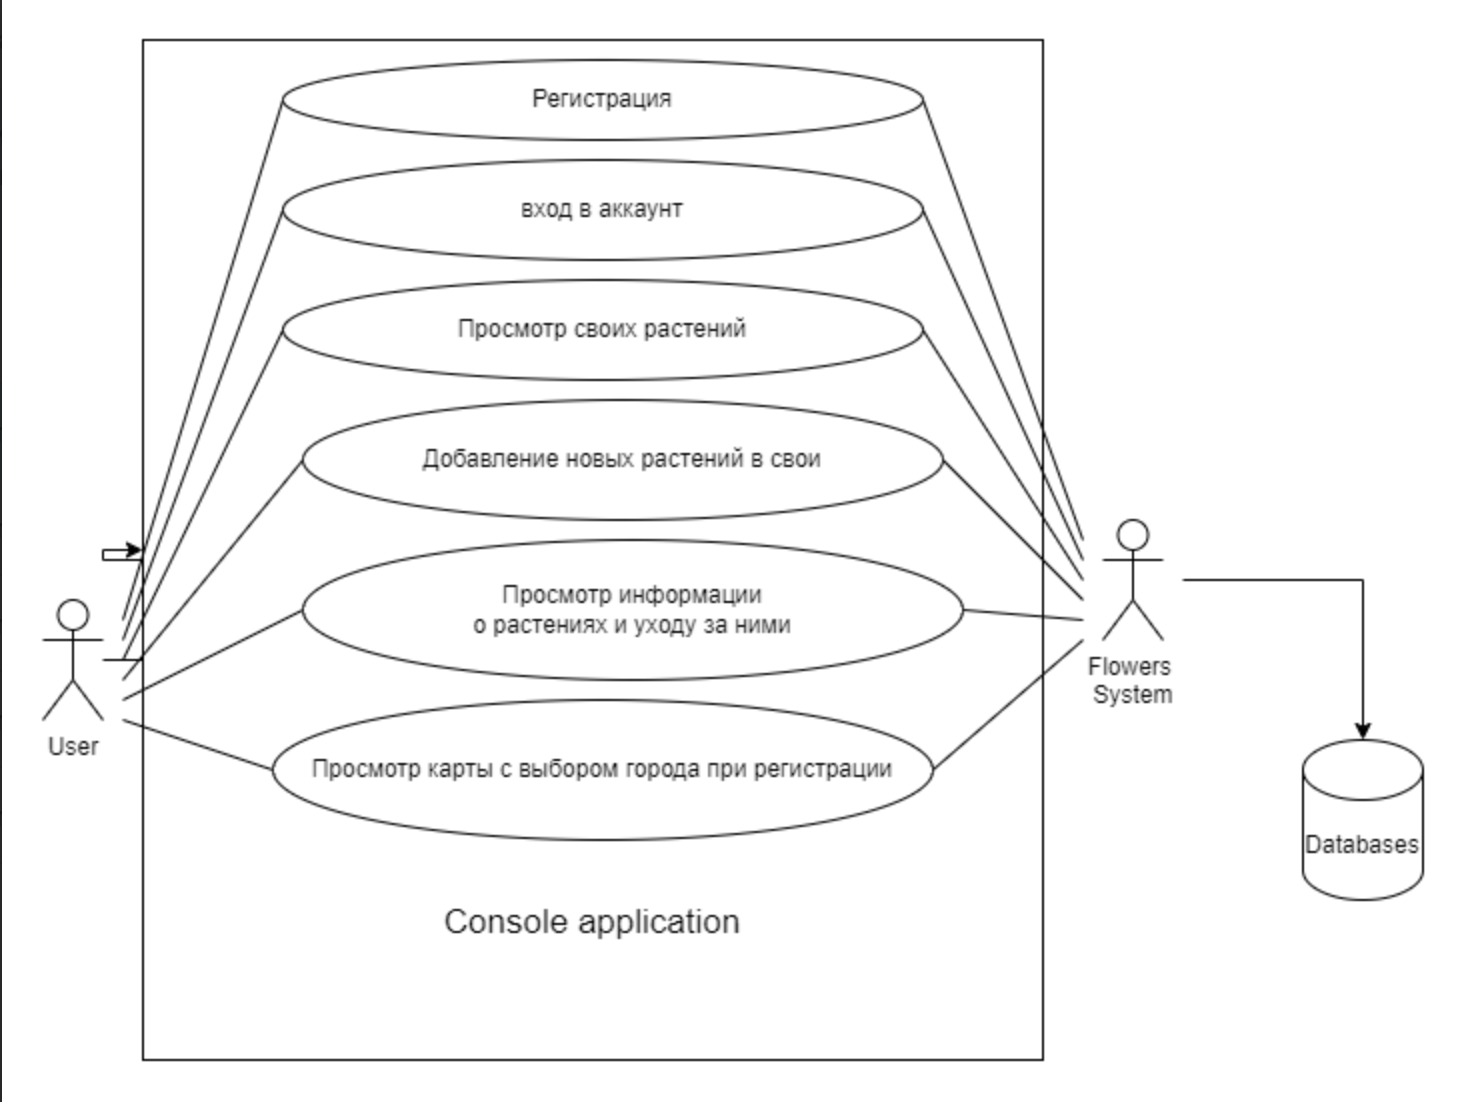 Регистрация
вход в аккаунт
Просмотр своих растений
Добавление новых растений в свои
Просмотр информации
о растениях и уходу за ними
Flowers
System
User
Просмотр карты с выбором города при регистрации
Databases
Console application